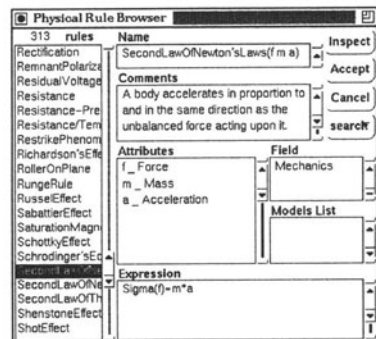 Physical Rule Browser
313 rules
Rectification
RemnantPolariza
ResidualVoltage
Resistance
Resistance-Pre
Resistance/Tem
RestrikePhenom
Richardson'sEffe
RollerOnPlane
RungeRule
RusselEffect
SabattierEffect
SaturationMagn
SchottkyEffect
Schrodinger'sEc
SecondLawOfNe
SecondLawOfTh
ShenstoneEffect
ShotEffect
Name
SecondLawOfNewton'sLaws(f m a)
Comments
A body accelerates in proportion to
and in the same direction as the
unbalanced force acting upon it.
Inspect
Accept
Cancel
search
Attributes
f _ Force
m _ Mass
a _ Acceleration
Field
Mechanics
Models List
Expression
Sigma(f)=m*a